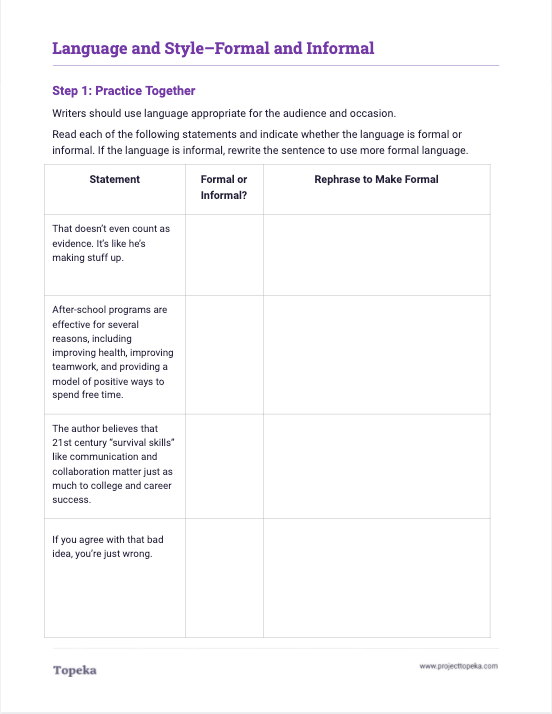 Language and Style–Formal and Informal
Step 1: Practice Together
Writers should use language appropriate for the audience and occasion.
Read each of the following statements and indicate whether the language is formal or
informal. If the language is informal, rewrite the sentence to use more formal language.
Statement
Formal or
Informal?
Rephrase to Make Formal
That doesn’t even count as
evidence. It’s like he’s
making stuff up.
After-school programs are
effective for several
reasons, including
improving health, improving
teamwork, and providing a
model of positive ways to
spend free time.
The author believes that
21st century “survival skills”
like communication and
collaboration matter just as
much to college and career
success.
If you agree with that bad
idea, you’re just wrong.
Topeka
www.projecttopeka.com